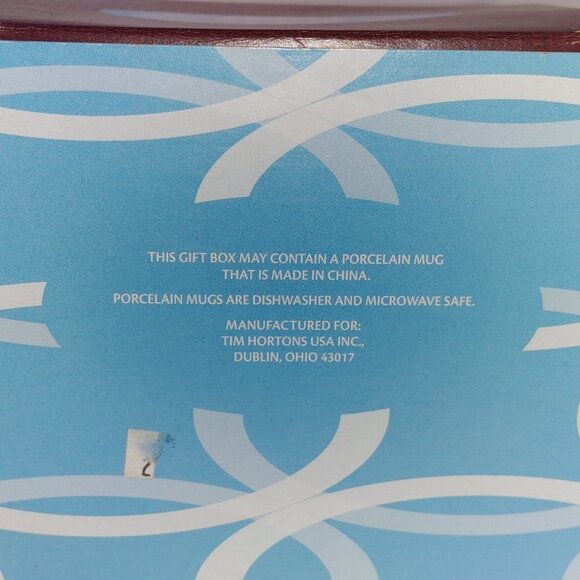 THIS GIFT BOX MAY CONTAIN A PORCELAIN MUG
THAT IS MADE IN CHINA.
PORCELAIN MUGS ARE DISHWASHER AND MICROWAVE SAFE.
MANUFACTURED FOR:
TIM HORTONS USA INC.,
DUBLIN, OHIO 43017